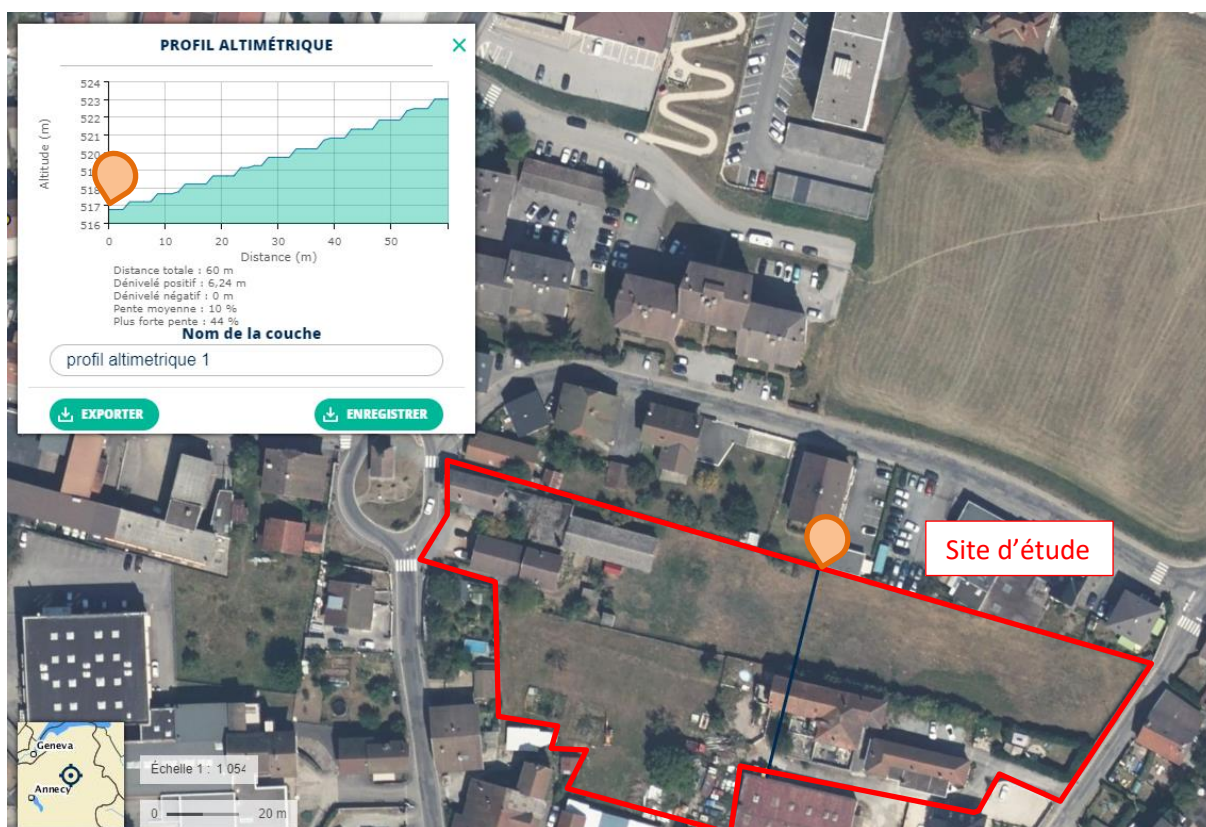 PROFIL ALTIMÉTRIQUE
Altitude (m)
524
523
522
521
520
518
517
516
0 10 20 30 40 50
Distance (m)
Distance totale : 60 m
Dénivelé positif : 6,24 m
Dénivelé négatif : 0 m
Pente moyenne : 10 %
Plus forte pente : 44 %
Nom de la couche
profil altimetrique 1
EXPORTER ENREGISTRER
Site d'étude
Geneva
Annecy
Échelle 1 : 1 054
0 20 m